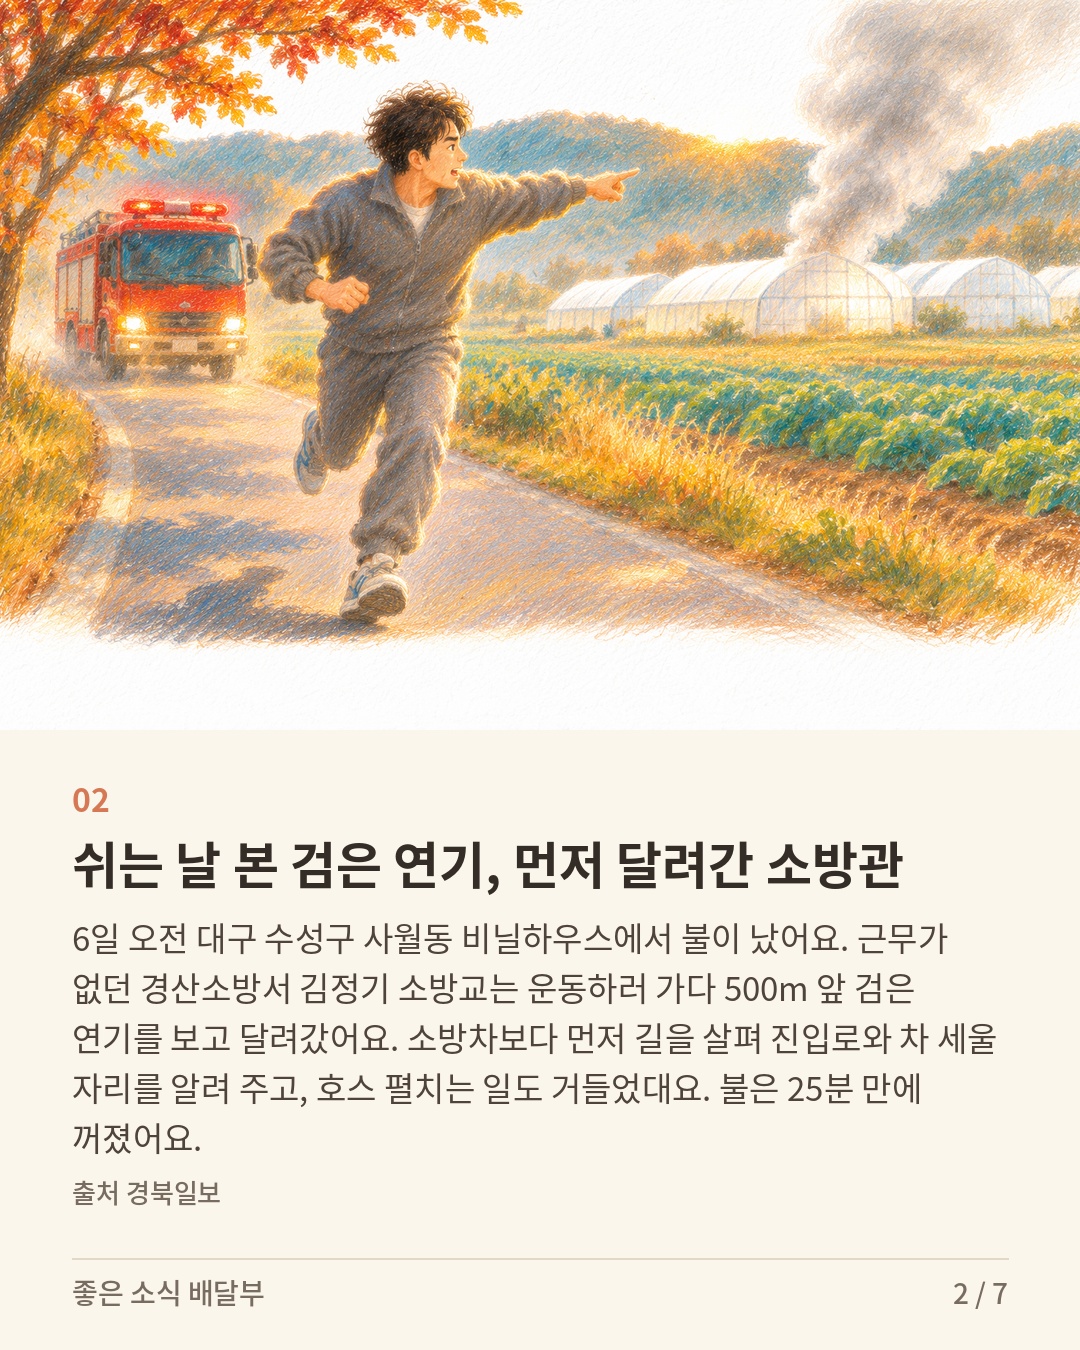 02
쉬는 날 본 검은 연기, 먼저 달려간 소방관
6일 오전 대구 수성구 사월동 비닐하우스에서 불이 났어요. 근무가
없던 경산소방서 김정기 소방교는 운동하러 가다 500m 앞 검은
연기를 보고 달려갔어요. 소방차보다 먼저 길을 살펴 진입로와 차 세울
자리를 알려 주고, 호스 펼치는 일도 거들었대요. 불은 25분 만에
꺼졌어요.
출처 경북일보
좋은 소식 배달부
2 / 7